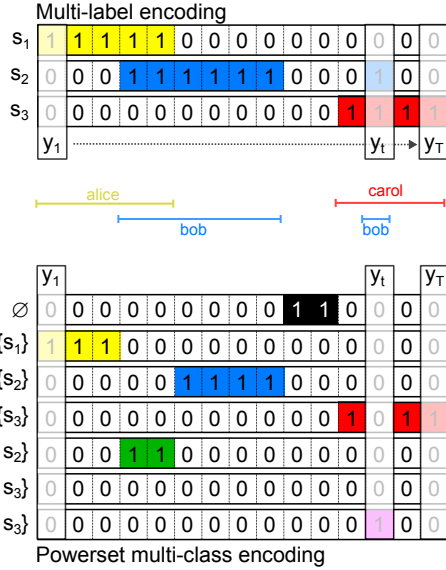 Multi-label encoding
s₁ 1 1 1 1 1 0 0 0 0 0 0 0 0 0 0
s₂ 0 0 0 1 1 1 1 1 1 0 0 0 1 0 0
s₃ 0 0 0 0 0 0 0 0 0 0 0 1 1 1 1
y₁ yₜ y_T
alice carol
bob bob
y₁ yₜ y_T
∅ 0 0 0 0 0 0 0 0 0 1 1 0 0 0 0
{s₁} 1 1 1 0 0 0 0 0 0 0 0 0 0 0 0
{s₂} 0 0 0 0 0 1 1 1 1 0 0 0 0 0 0
{s₃} 0 0 0 0 0 0 0 0 0 0 0 1 0 1 1
s₂} 0 0 0 1 1 0 0 0 0 0 0 0 0 0 0
s₃} 0 0 0 0 0 0 0 0 0 0 0 0 0 0 0
s₃} 0 0 0 0 0 0 0 0 0 0 0 0 1 0 0
Powerset multi-class encoding